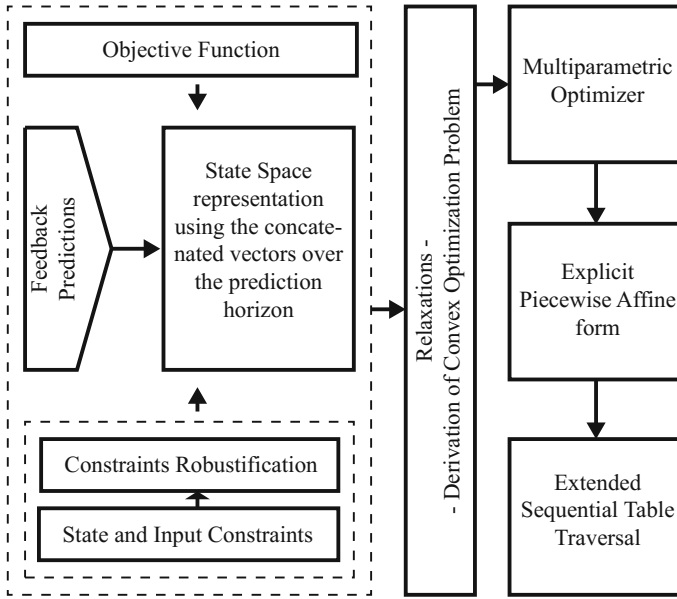 Objective Function
Feedback
Predictions
State Space
representation
using the concate-
nated vectors over
the prediction
horizon
Constraints Robustification
State and Input Constraints
Relaxations -
- Derivation of Convex Optimization Problem
Multiparametric
Optimizer
Explicit
Piecewise Affine
form
Extended
Sequential Table
Traversal